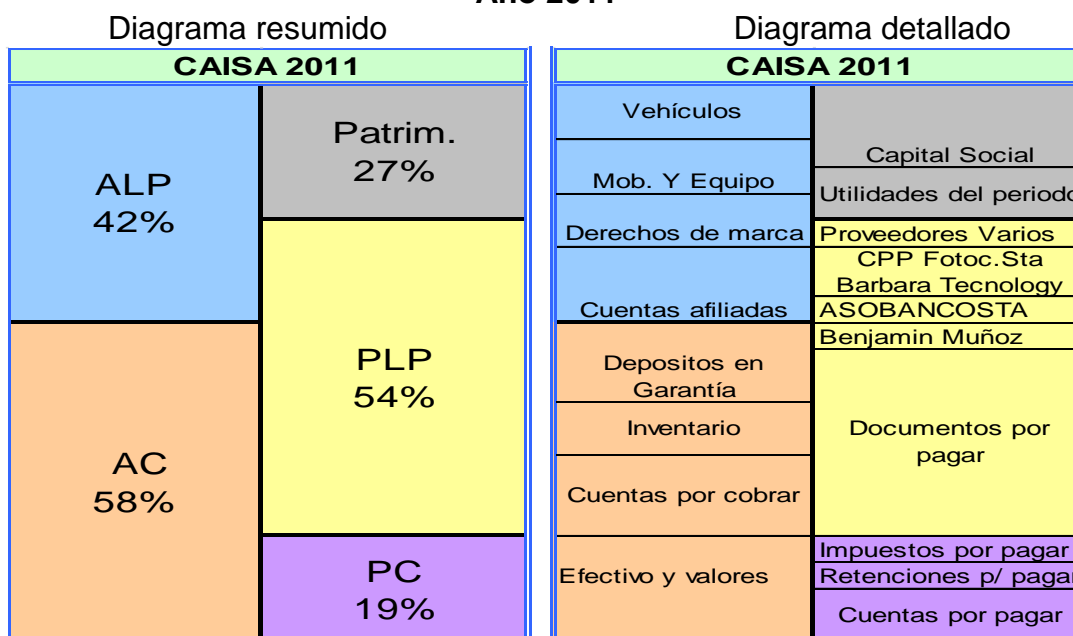 Diagrama resumido
CAISA 2011
ALP
42%
Patrim.
27%
AC
58%
PLP
54%
PC
19%
Diagrama detallado
CAISA 2011
Vehículos
Mob. Y Equipo
Derechos de marca
Cuentas afiliadas
Depositos en
Garantía
Inventario
Cuentas por cobrar
Efectivo y valores
Capital Social
Utilidades del periodo
Proveedores Varios
CPP Fotoc.Sta
Barbara Tecnology
ASOBANCOSTA
Benjamin Muñoz
Documentos por
pagar
Impuestos por pagar
Retenciones p/ pagar
Cuentas por pagar